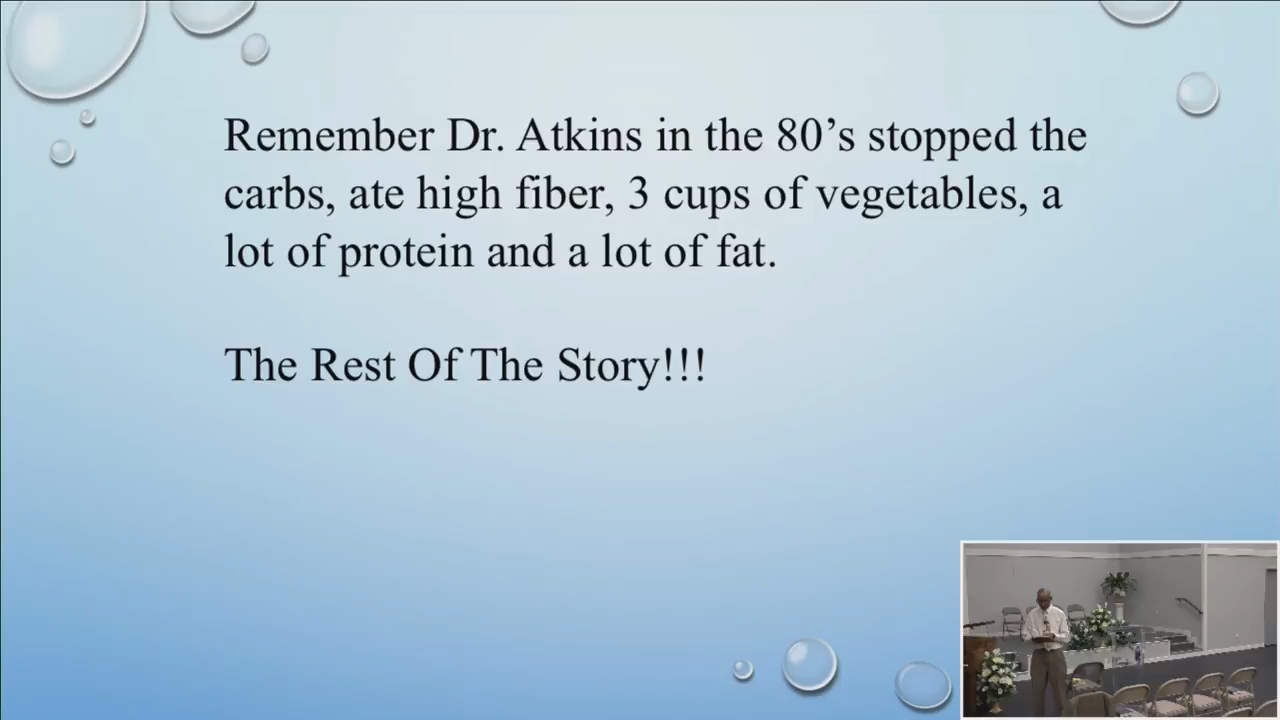 Remember Dr. Atkins in the 80’s stopped the
carbs, ate high fiber, 3 cups of vegetables, a
lot of protein and a lot of fat.
The Rest Of The Story!!!